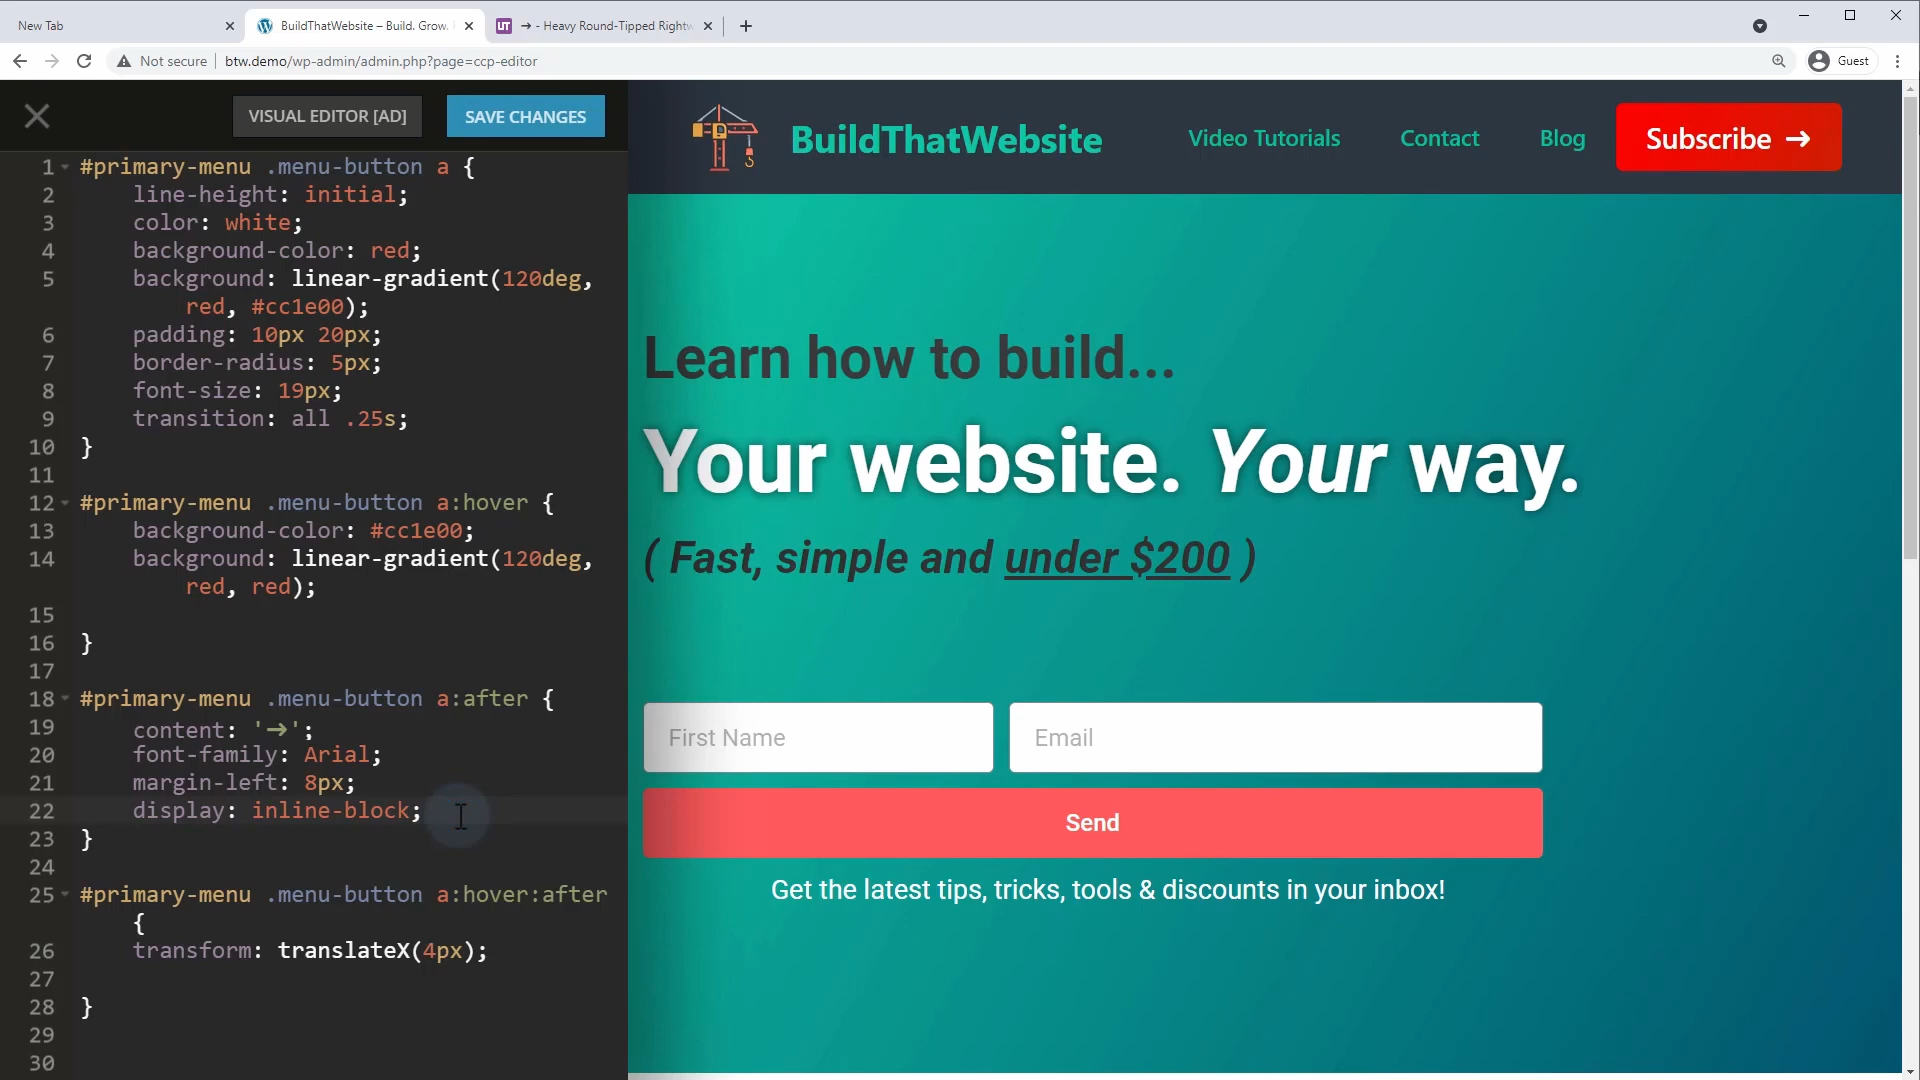 New Tab
BuildThatWebsite – Build. Grow.
UT ➔ - Heavy Round-Tipped Rightw
Not secure btw.demo/wp-admin/admin.php?page=ccp-editor
Guest
VISUAL EDITOR [AD]
SAVE CHANGES
1 #primary-menu .menu-button a {
2 line-height: initial;
3 color: white;
4 background-color: red;
5 background: linear-gradient(120deg,
red, #cc1e00);
6 padding: 10px 20px;
7 border-radius: 5px;
8 font-size: 19px;
9 transition: all .25s;
10 }
11
12 #primary-menu .menu-button a:hover {
13 background-color: #cc1e00;
14 background: linear-gradient(120deg,
red, red);
15
16 }
17
18 #primary-menu .menu-button a:after {
19 content: '➔';
20 font-family: Arial;
21 margin-left: 8px;
22 display: inline-block;
23 }
24
25 #primary-menu .menu-button a:hover:after
{
26 transform: translateX(4px);
27
28 }
29
30
BuildThatWebsite
Video Tutorials
Contact
Blog
Subscribe ➔
Learn how to build...
Your website. Your way.
( Fast, simple and under $200 )
First Name
Email
Send
Get the latest tips, tricks, tools & discounts in your inbox!